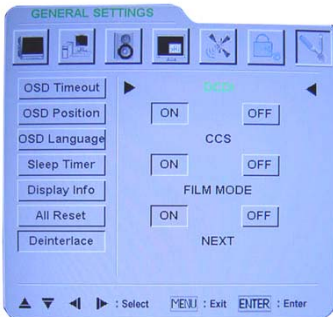 GENERAL SETTINGS
OSD Timeout
OSD Position
ON OFF
OSD Language
CCS
Sleep Timer
ON OFF
Display Info
FILM MODE
All Reset
ON OFF
Deinterlace
NEXT
: Select MENU : Exit ENTER : Enter